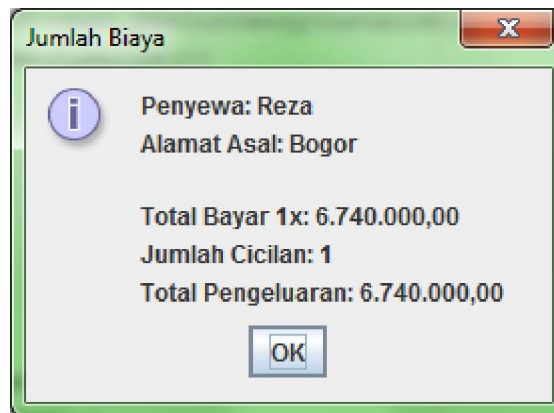 Jumlah Biaya
Penyewa: Reza
Alamat Asal: Bogor
Total Bayar 1x: 6.740.000,00
Jumlah Cicilan: 1
Total Pengeluaran: 6.740.000,00
OK